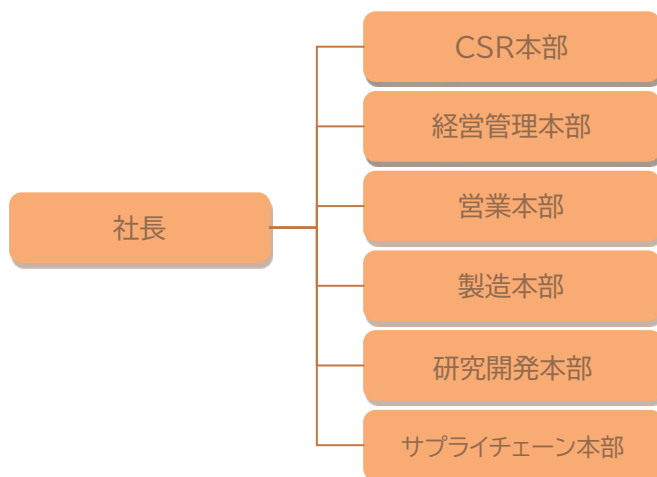 CSR本部
経営管理本部
営業本部
社長
製造本部
研究開発本部
サプライチェーン本部